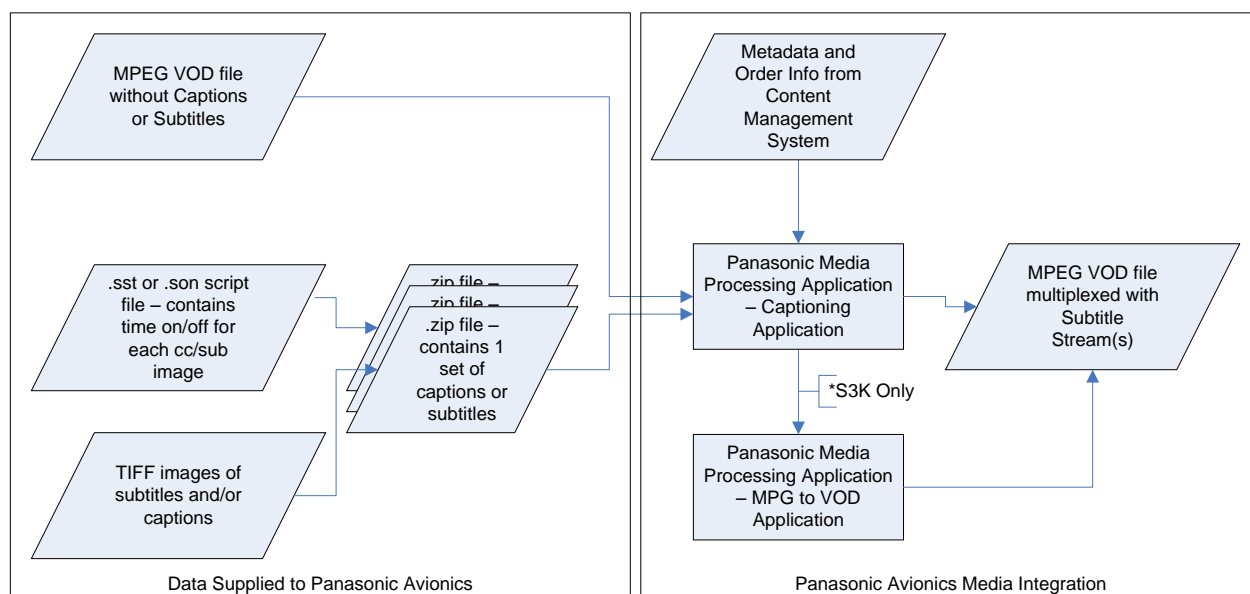 MPEG VOD file
without Captions
or Subtitles
.sst or .son script
file – contains
time on/off for
each cc/sub
image
TIFF images of
subtitles and/or
captions
.zip file –
.zip file –
.zip file –
contains 1
set of
captions or
subtitles
Data Supplied to Panasonic Avionics
Metadata and
Order Info from
Content
Management
System
Panasonic Media
Processing Application
– Captioning
Application
*S3K Only
Panasonic Media
Processing Application
– MPG to VOD
Application
MPEG VOD file
multiplexed with
Subtitle
Stream(s)
Panasonic Avionics Media Integration